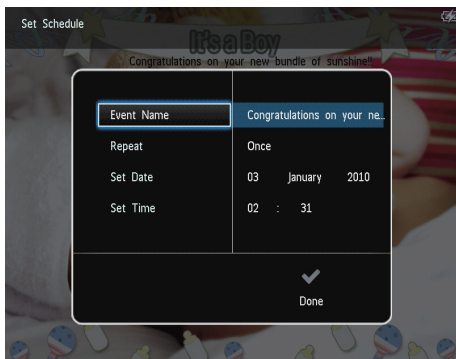 Set Schedule
It's a Boy
Congratulations on your new bundle of sunshine!!
Event Name Congratulations on your ne...
Repeat Once
Set Date 03 January 2010
Set Time 02 : 31
Done